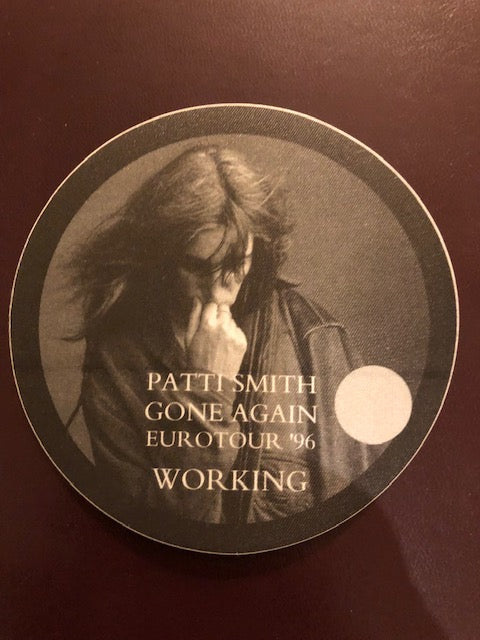 PATTI SMITH
GONE AGAIN
EUROTOUR '96
WORKING